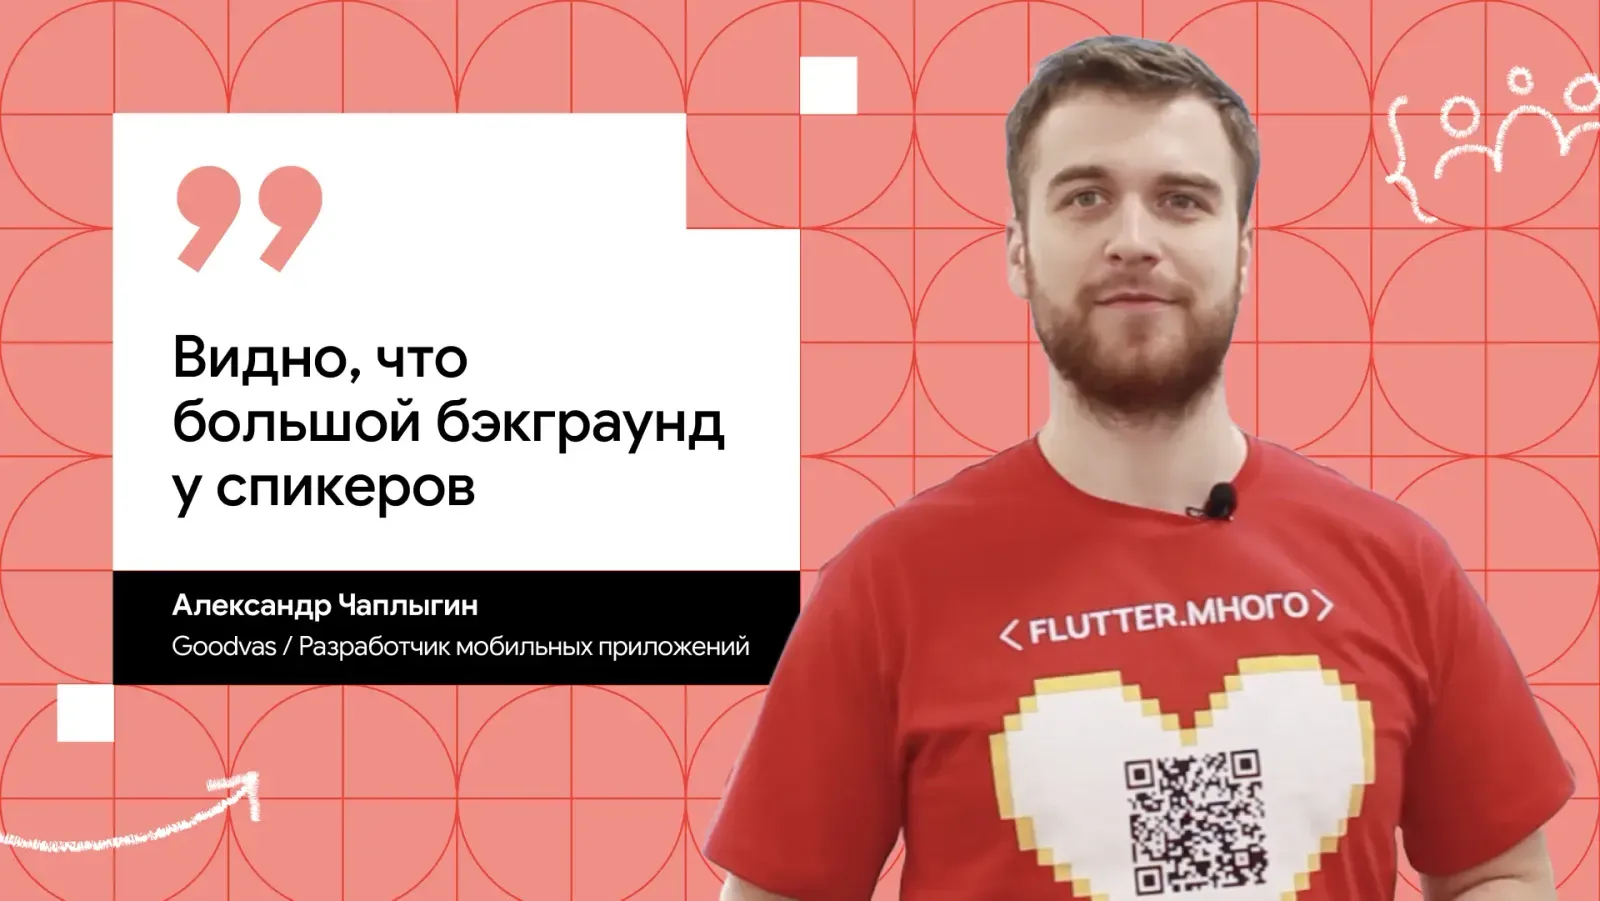 Видно, что
большой бэкграунд
у спикеров
Александр Чаплыгин
Goodvas / Разработчик мобильных приложений
<FLUTTER.МНОГО>